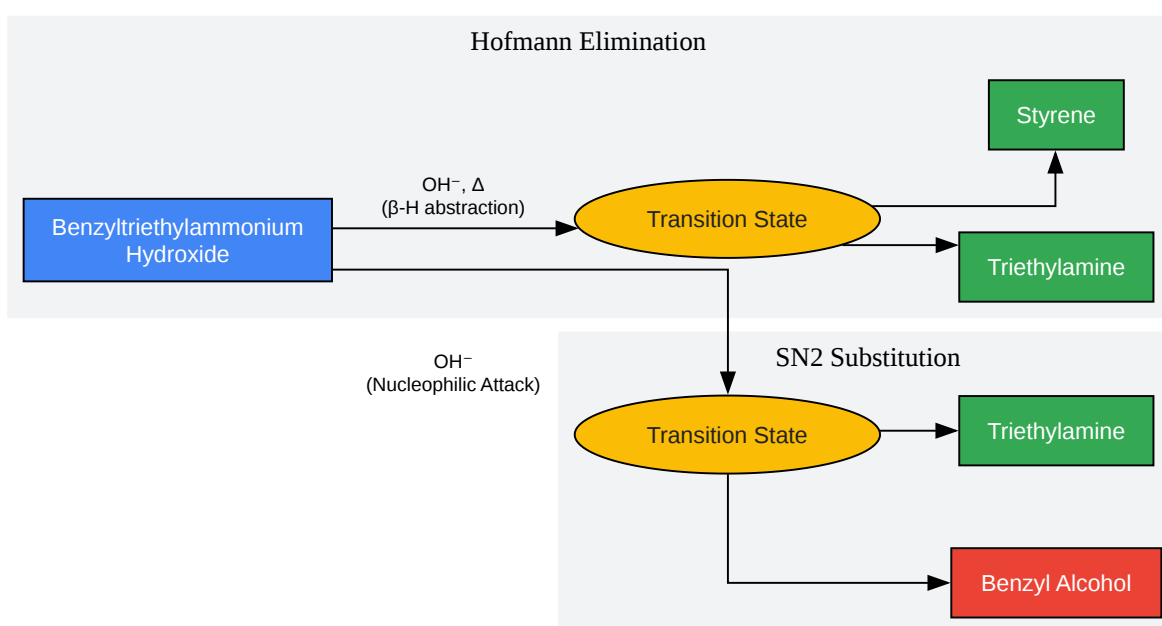 Hofmann Elimination
Styrene
OH⁻, Δ
(β-H abstraction)
Benzyltriethylammonium
Hydroxide
Transition State
Triethylamine
SN2 Substitution
OH⁻
(Nucleophilic Attack)
Transition State
Triethylamine
Benzyl Alcohol